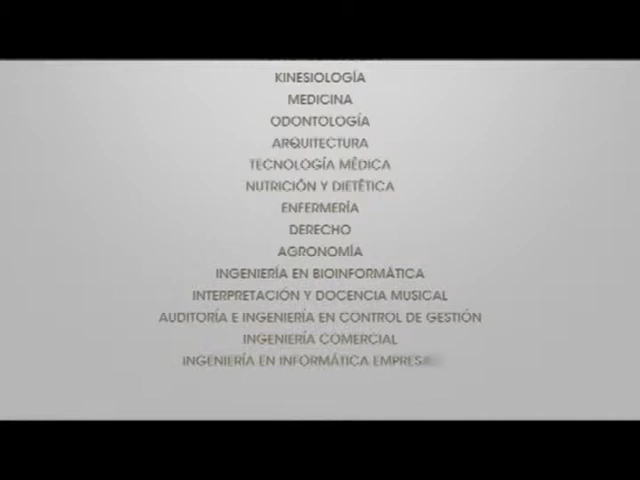 KINESIOLOGÍA
MEDICINA
ODONTOLOGÍA
ARQUITECTURA
TECNOLOGÍA MÉDICA
NUTRICIÓN Y DIETÉTICA
ENFERMERÍA
DERECHO
AGRONOMÍA
INGENIERÍA EN BIOINFORMÁTICA
INTERPRETACIÓN Y DOCENCIA MUSICAL
AUDITORÍA E INGENIERÍA EN CONTROL DE GESTIÓN
INGENIERÍA COMERCIAL
INGENIERÍA EN INFORMÁTICA